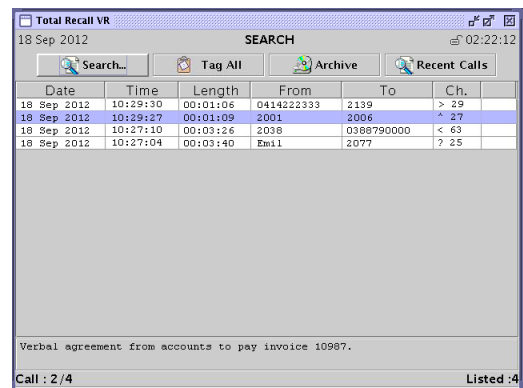 Total Recall VR
18 Sep 2012 SEARCH 02:22:12
Search... Tag All Archive Recent Calls
Date Time Length From To Ch.
18 Sep 2012 10:29:30 00:01:06 0414222333 2139 > 29
18 Sep 2012 10:29:27 00:01:09 2001 2006 ^ 27
18 Sep 2012 10:27:10 00:03:26 2038 0388790000 < 63
18 Sep 2012 10:27:04 00:03:40 Emil 2077 ? 25
Verbal agreement from accounts to pay invoice 10987.
Call : 2/4 Listed :4